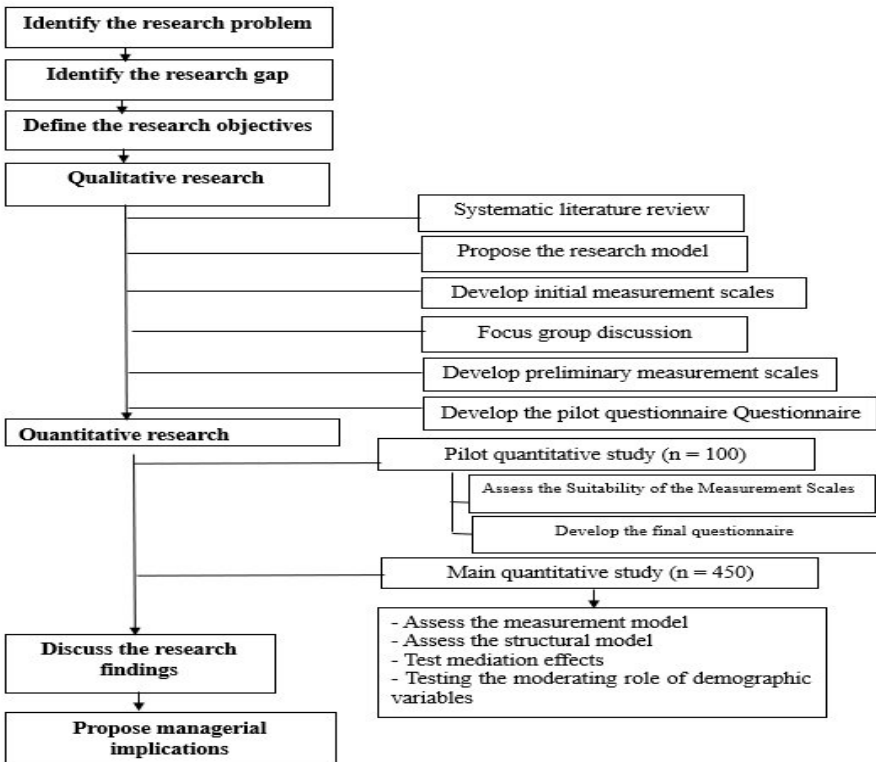 Identify the research problem
Identify the research gap
Define the research objectives
Qualitative research
Systematic literature review
Propose the research model
Develop initial measurement scales
Focus group discussion
Develop preliminary measurement scales
Develop the pilot questionnaire Questionnaire
Quantitative research
Pilot quantitative study (n = 100)
Assess the Suitability of the Measurement Scales
Develop the final questionnaire
Main quantitative study (n = 450)
- Assess the measurement model
- Assess the structural model
- Test mediation effects
- Testing the moderating role of demographic
variables
Discuss the research
findings
Propose managerial
implications